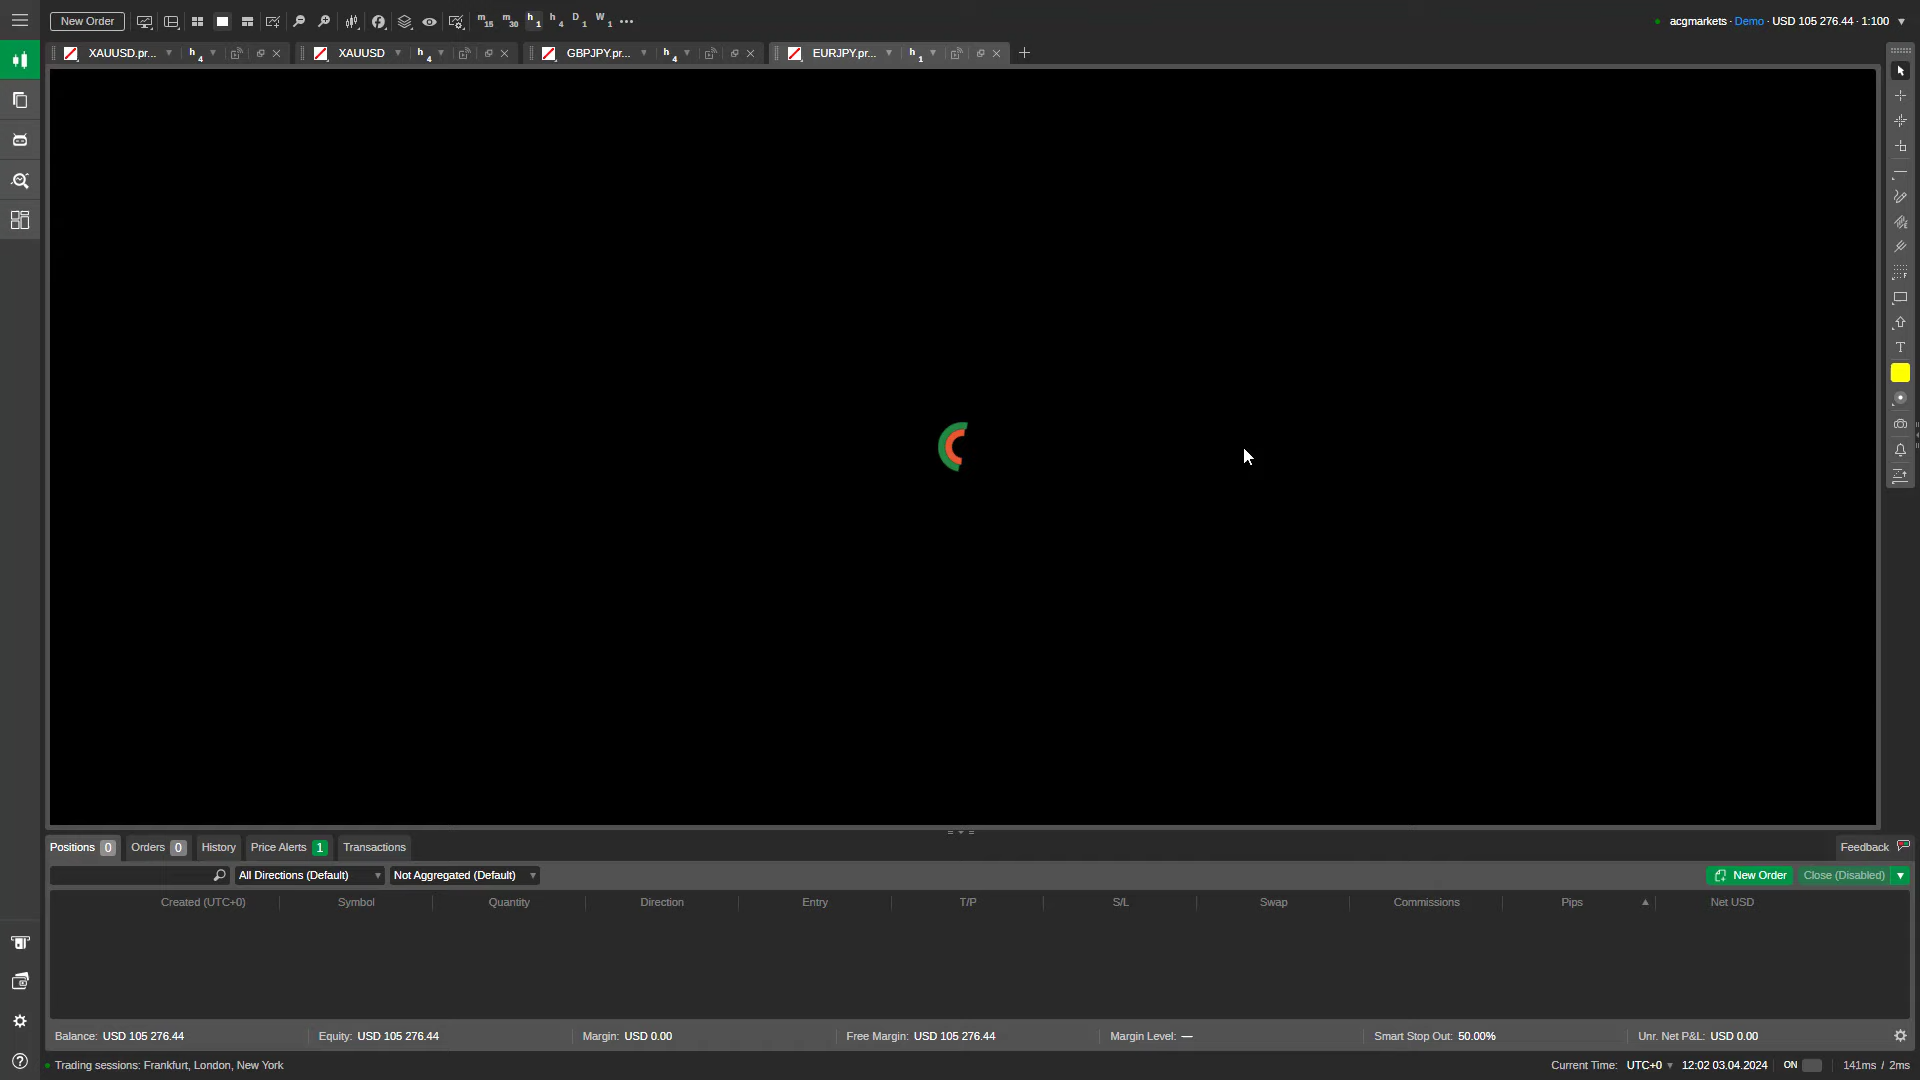 New Order m15 m30 h1 h4 D1 W1 acgmarkets · Demo · USD 105 276.44 · 1:100
XAUUSD.pr... h4 XAUUSD h4 GBPJPY.pr... h4 EURJPY.pr... h1
T
Positions 0 Orders 0 History Price Alerts 1 Transactions Feedback
All Directions (Default) Not Aggregated (Default) New Order Close (Disabled)
Created (UTC+0) Symbol Quantity Direction Entry T/P S/L Swap Commissions Pips Net USD
Balance: USD 105 276.44 Equity: USD 105 276.44 Margin: USD 0.00 Free Margin: USD 105 276.44 Margin Level: — Smart Stop Out: 50.00% Unr. Net P&L: USD 0.00
Trading sessions: Frankfurt, London, New York Current Time: UTC+0 12:02 03.04.2024 ON 141ms / 2ms